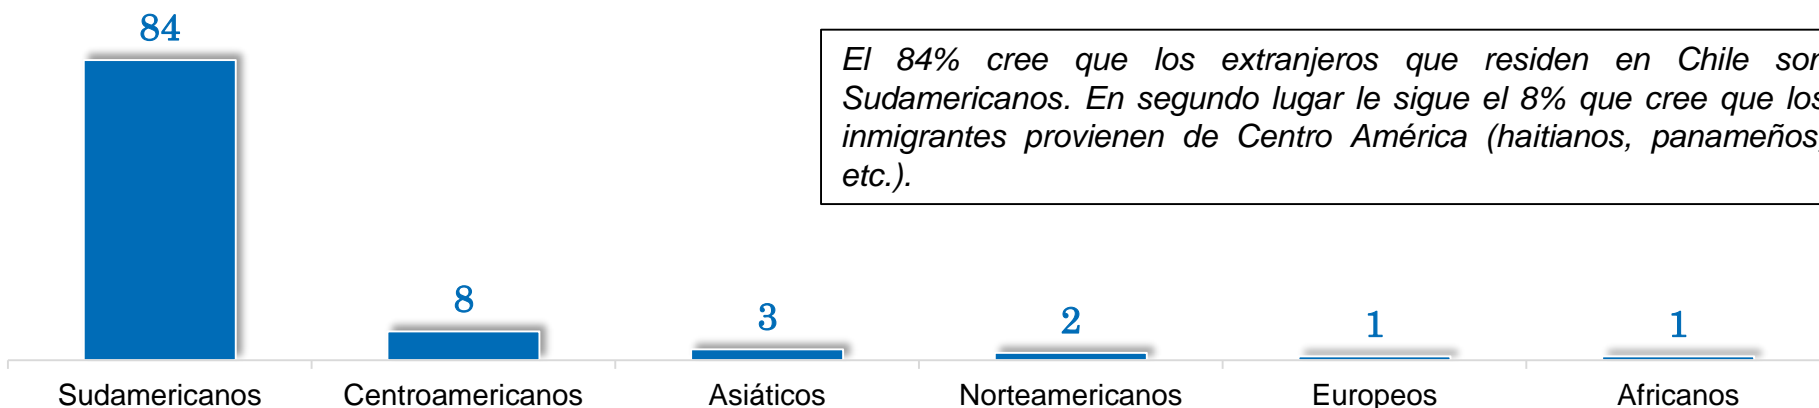 84
El 84% cree que los extranjeros que residen en Chile son
Sudamericanos. En segundo lugar le sigue el 8% que cree que los
inmigrantes provienen de Centro América (haitianos, panameños,
etc.).
8
3
2
1
1
Sudamericanos
Centroamericanos
Asiáticos
Norteamericanos
Europeos
Africanos